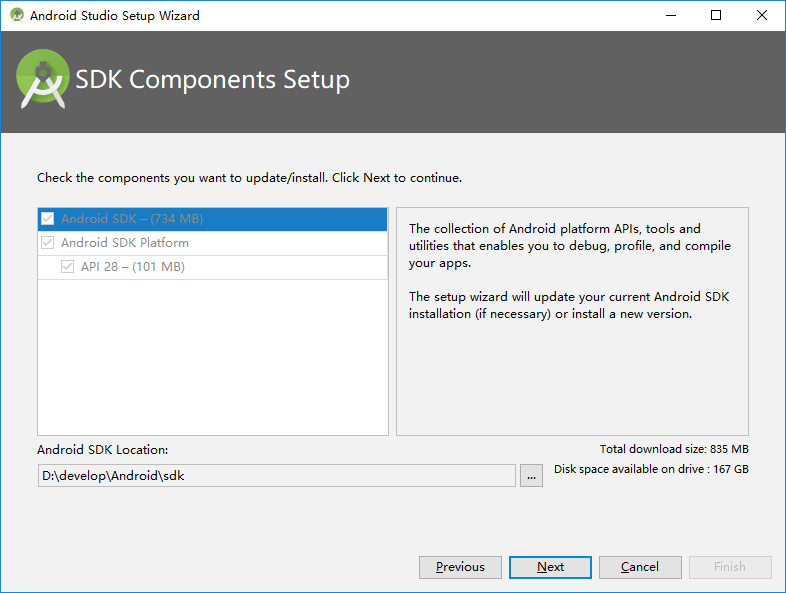 Android Studio Setup Wizard
SDK Components Setup
Check the components you want to update/install. Click Next to continue.
Android SDK – (734 MB)
Android SDK Platform
API 28 – (101 MB)
The collection of Android platform APIs, tools and
utilities that enables you to debug, profile, and compile
your apps.
The setup wizard will update your current Android SDK
installation (if necessary) or install a new version.
Android SDK Location:
Total download size: 835 MB
D:\develop\Android\sdk
...
Disk space available on drive : 167 GB
Previous
Next
Cancel
Finish